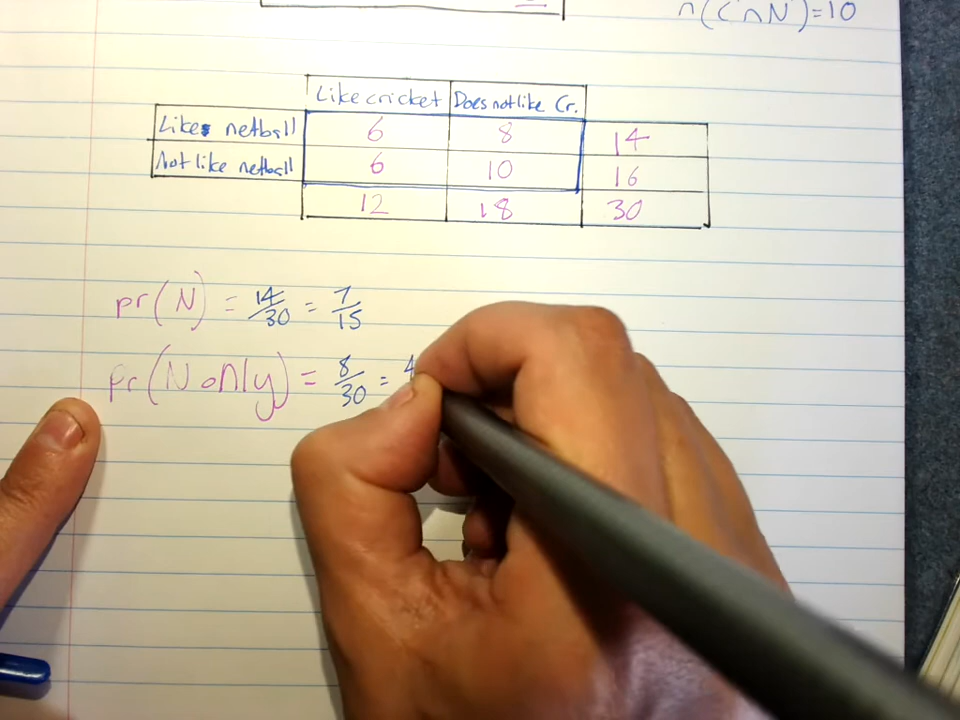 n(C'∩N')=10
Like cricket Does not like Cr.
Likes netball 6 8 14
Not like netball 6 10 16
12 18 30
pr(N) = 14/30 = 7/15
pr(N only) = 8/30 = 4